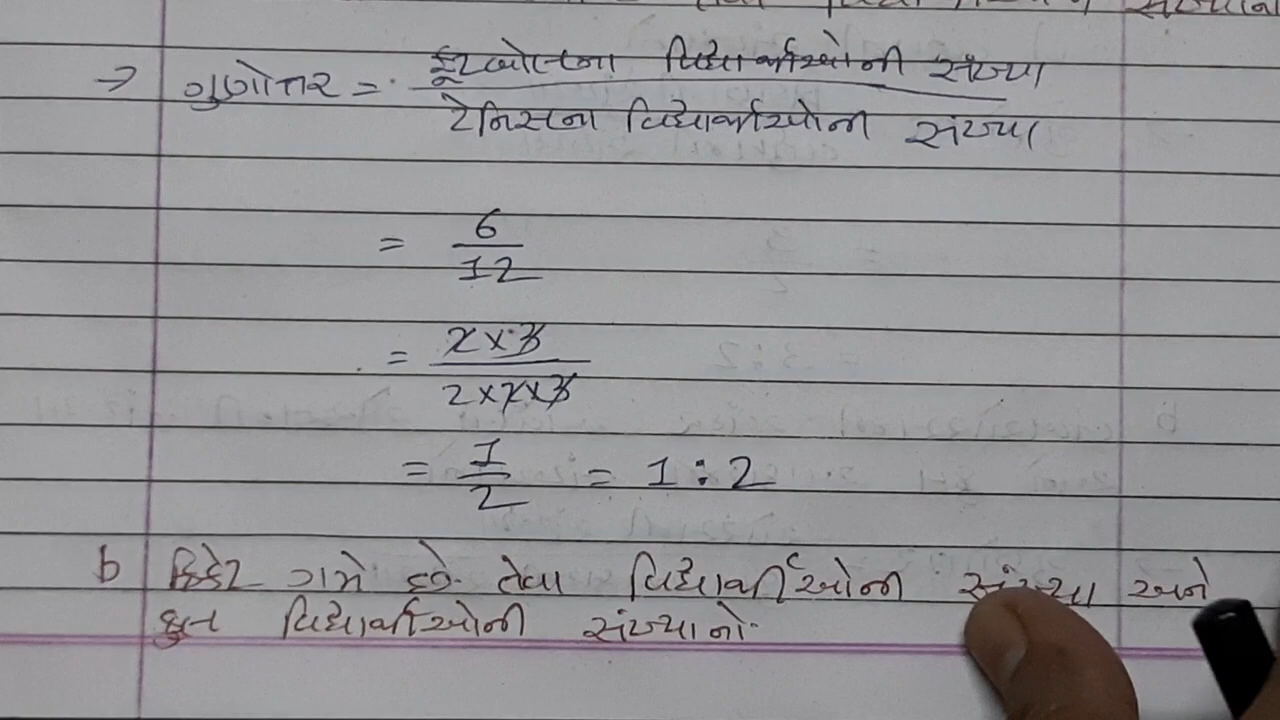 → ગુણોત્તર = ફૂટબોલના વિદ્યાર્થીઓની સંખ્યા
ટેનિસના વિદ્યાર્થીઓની સંખ્યા
= 6
12
= 2 × 3
2 × 2 × 3
= 1
2
= 1 : 2
b ક્રિકેટ ગમે છે તેવા વિદ્યાર્થીઓની સંખ્યા અને
કુલ વિદ્યાર્થીઓની સંખ્યાનો